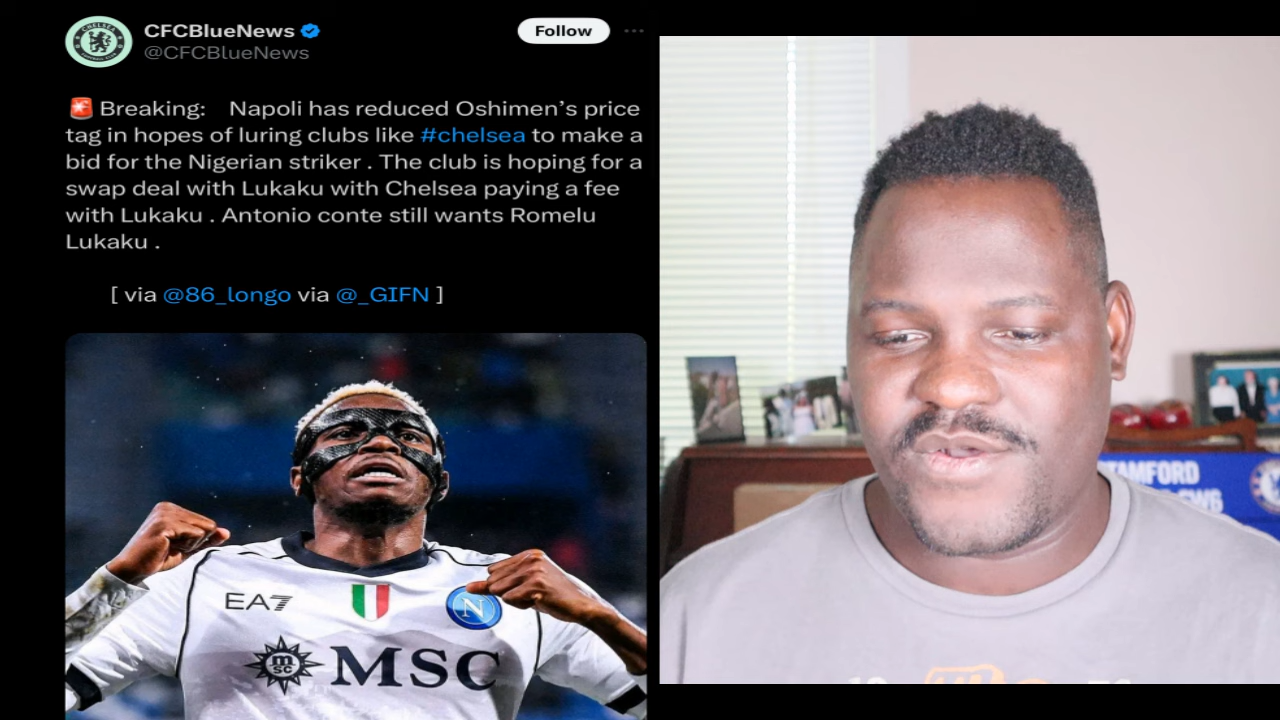 CFCBlueNews
@CFCBlueNews
Follow
Breaking: Napoli has reduced Oshimen’s price
tag in hopes of luring clubs like #chelsea to make a
bid for the Nigerian striker . The club is hoping for a
swap deal with Lukaku with Chelsea paying a fee
with Lukaku . Antonio conte still wants Romelu
Lukaku .
[ via @86_longo via @_GIFN ]
EA7
N
msc
MSC
STAMFORD
SW6